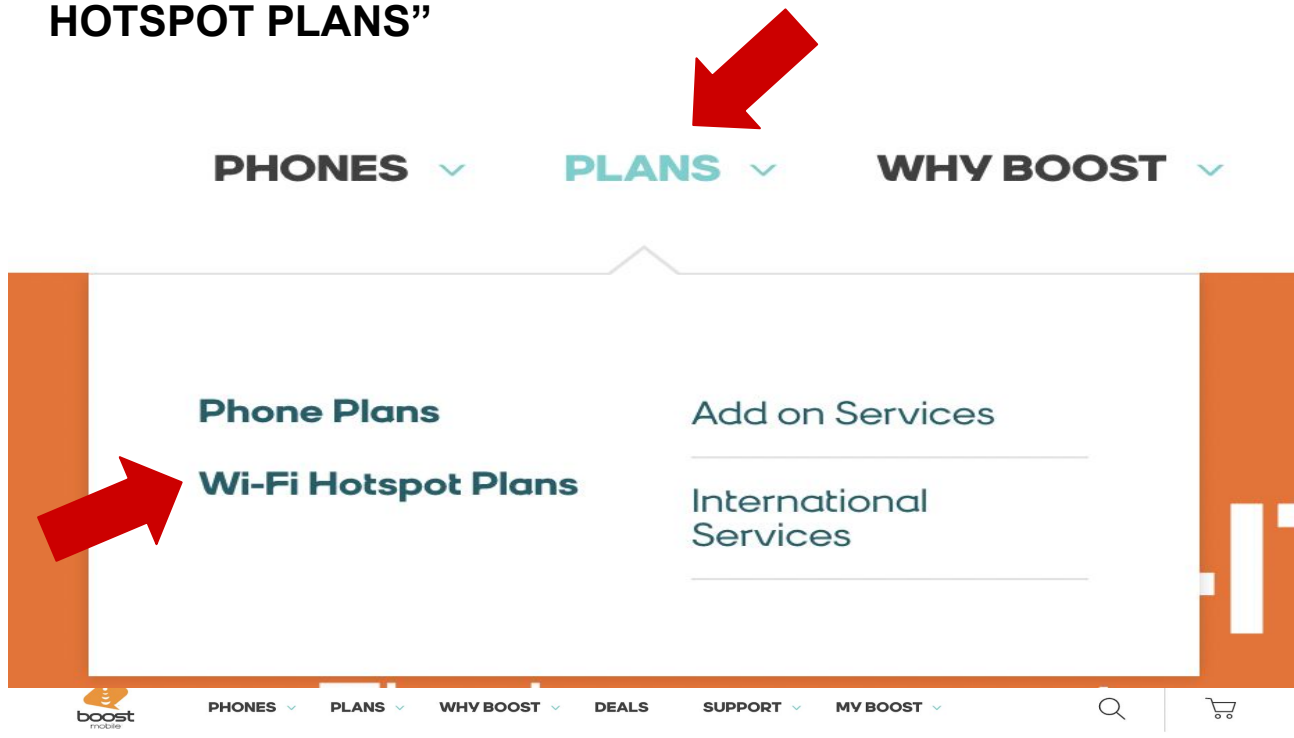 HOTSPOT PLANS”
PHONES PLANS WHY BOOST
Phone Plans
Wi-Fi Hotspot Plans
Add on Services
International
Services
boost
mobile
PHONES PLANS WHY BOOST DEALS SUPPORT MY BOOST